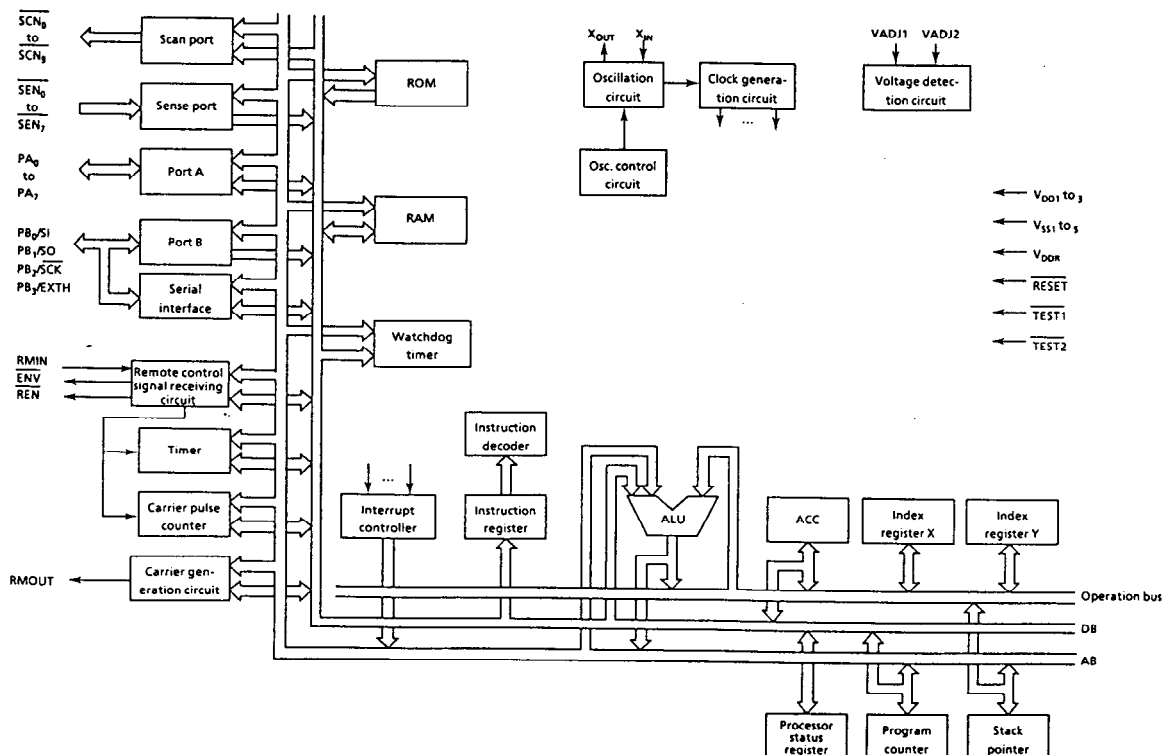 SCN0
to
SCN9
Scan port
SEN0
to
SEN7
Sense port
PA0
to
PA7
Port A
PB0/SI
PB1/SO
PB2/SCK
PB3/EXTH
Port B
Serial
interface
RMIN
ENV
REN
Remote control
signal receiving
circuit
Timer
Carrier pulse
counter
RMOUT
Carrier gen-
eration circuit
ROM
RAM
Watchdog
timer
XOUT
XIN
Oscillation
circuit
Clock genera-
tion circuit
...
Osc. control
circuit
VADJ1
VADJ2
Voltage detec-
tion circuit
VDD1 to 3
VSS1 to 5
VDDR
RESET
TEST1
TEST2
...
Interrupt
controller
Instruction
decoder
Instruction
register
ALU
ACC
Index
register X
Index
register Y
Operation bus
DB
AB
Processor
status
register
Program
counter
Stack
pointer